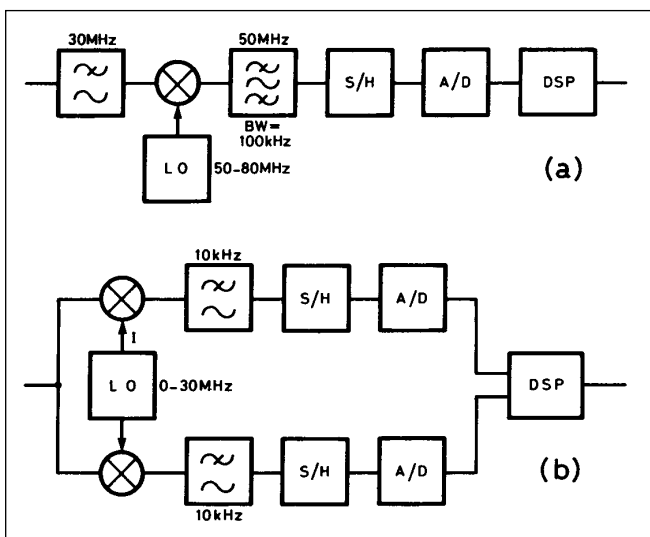 30MHz
50MHz
S/H
A/D
DSP
BW=
100kHz
LO
50-80MHz
(a)
10kHz
S/H
A/D
I
LO
0-30MHz
DSP
S/H
A/D
10kHz
(b)